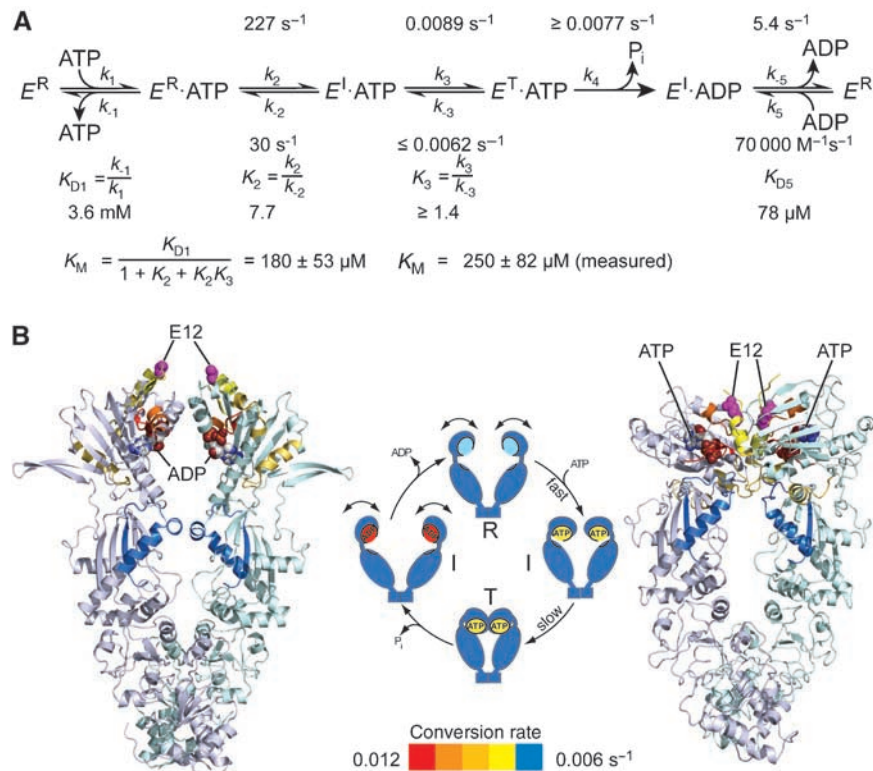 A
227 s⁻¹ 0.0089 s⁻¹ ≥ 0.0077 s⁻¹ 5.4 s⁻¹
ATP Pi ADP
k1 k2 k3 k4 k-5
E^R E^R·ATP E^I·ATP E^T·ATP E^I·ADP E^R
k-1 k-2 k-3 k5
ATP ADP
30 s⁻¹ ≤ 0.0062 s⁻¹ 70 000 M⁻¹s⁻¹
K_D1 = k-1/k1 K_2 = k2/k-2 K_3 = k3/k-3 K_D5
3.6 mM 7.7 ≥ 1.4 78 µM
K_M = K_D1/(1 + K_2 + K_2K_3) = 180 ± 53 µM K_M = 250 ± 82 µM (measured)
B
E12
ADP
ADP ATP
fast
R
I I
ATP ATP
T
ATP ATP
slow
Pi
ATP E12 ATP
Conversion rate
0.012 0.006 s⁻¹